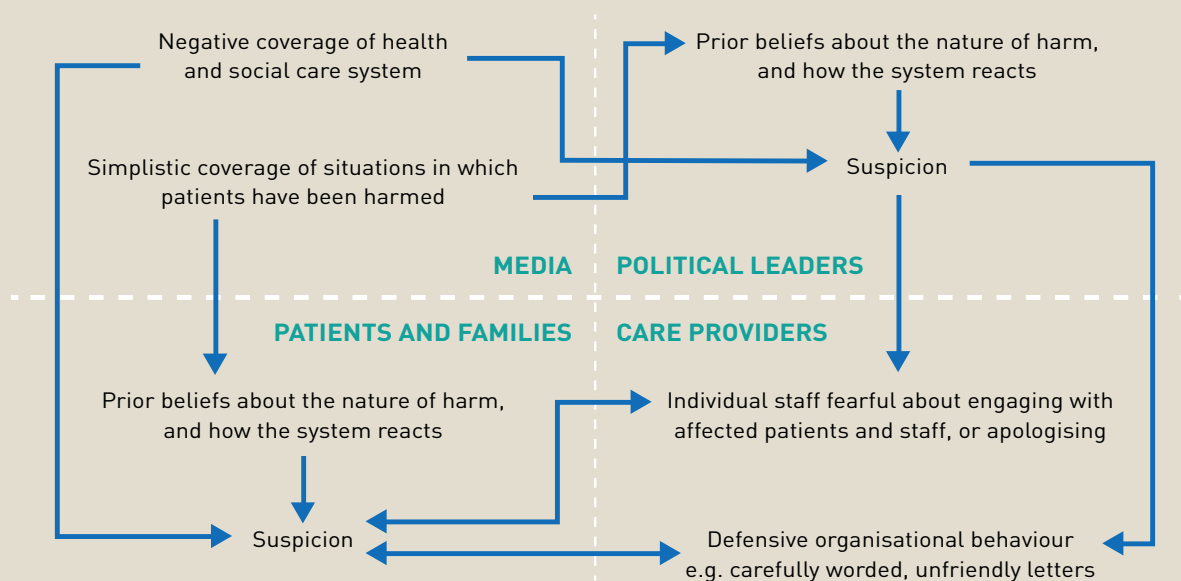 Negative coverage of health
and social care system
Simplistic coverage of situations in which
patients have been harmed
MEDIA
Prior beliefs about the nature of harm,
and how the system reacts
Suspicion
POLITICAL LEADERS
PATIENTS AND FAMILIES
Prior beliefs about the nature of harm,
and how the system reacts
Suspicion
CARE PROVIDERS
Individual staff fearful about engaging with
affected patients and staff, or apologising
Defensive organisational behaviour
e.g. carefully worded, unfriendly letters